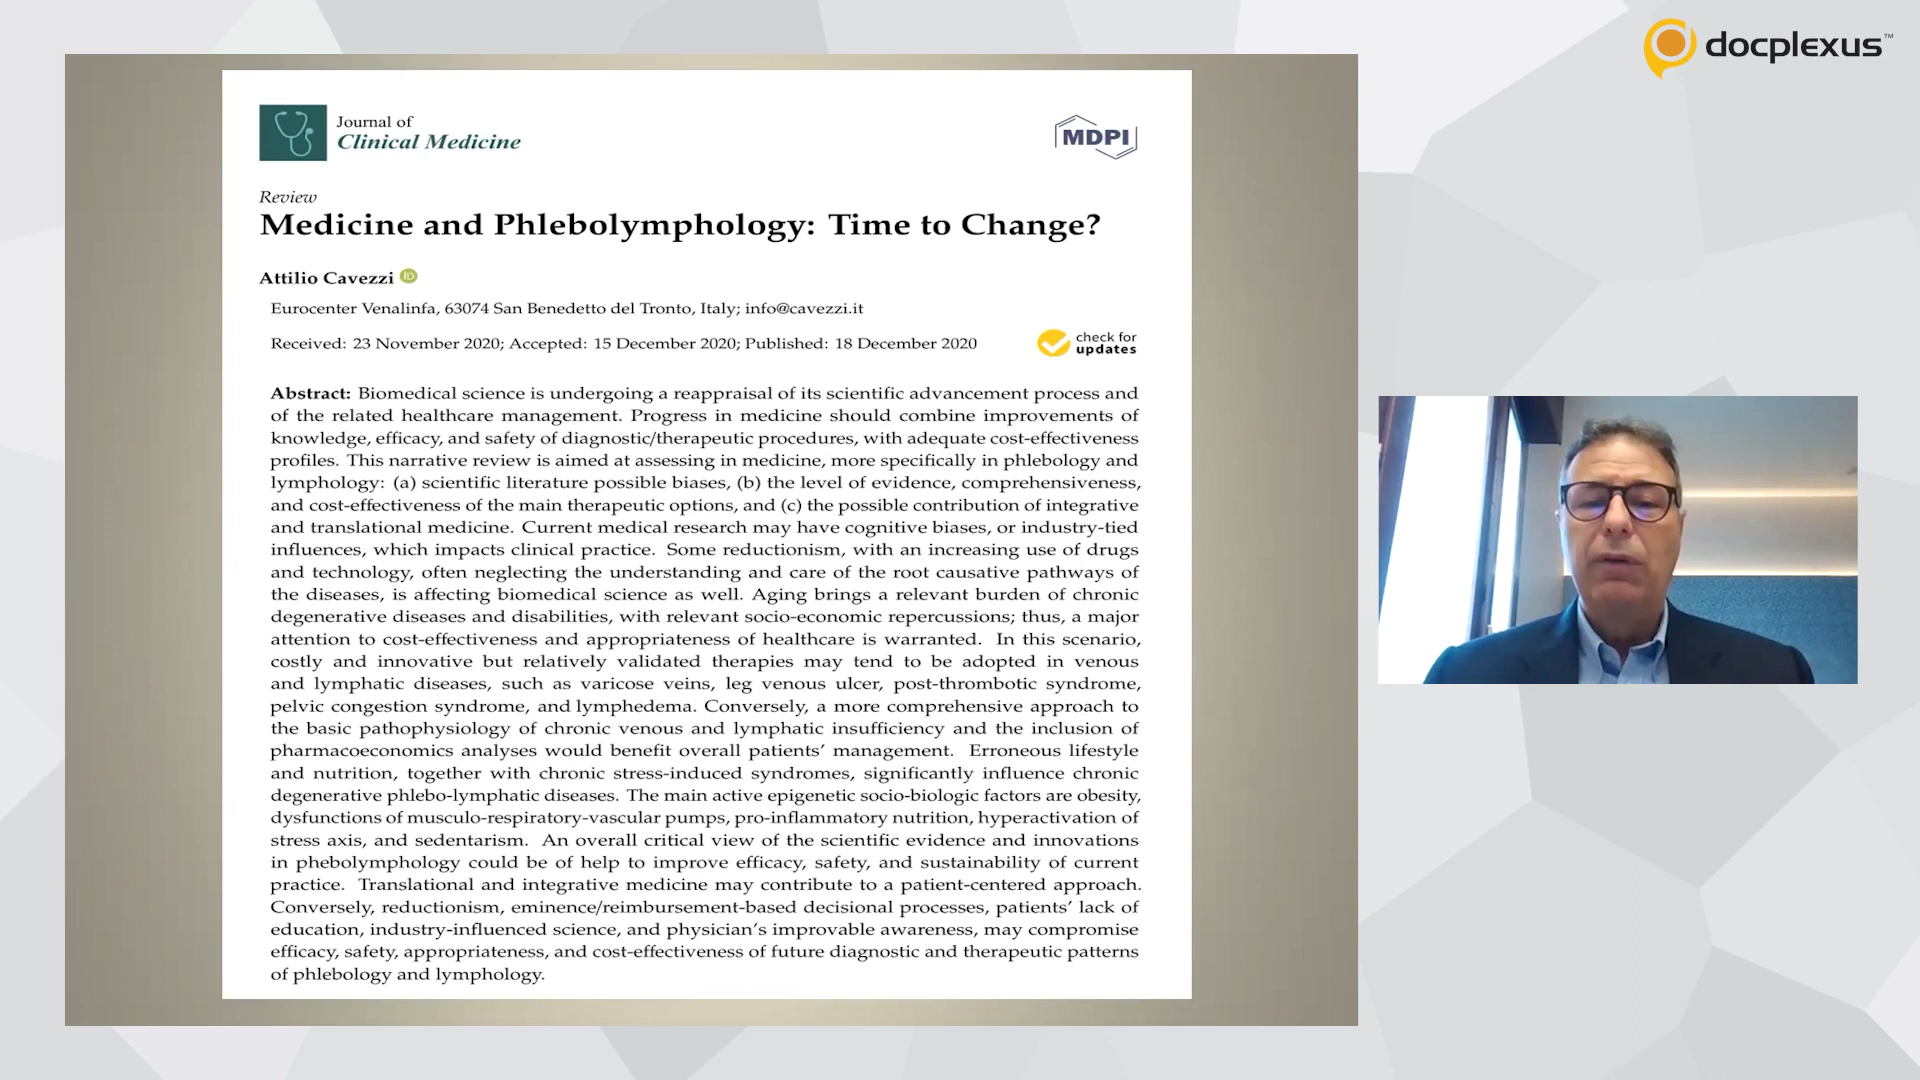 docplexus™
Journal of
Clinical Medicine
MDPI
Review
Medicine and Phlebolymphology: Time to Change?
Attilio Cavezzi iD
Eurocenter Venalinfa, 63074 San Benedetto del Tronto, Italy; info@cavezzi.it
Received: 23 November 2020; Accepted: 15 December 2020; Published: 18 December 2020
check for
updates
Abstract: Biomedical science is undergoing a reappraisal of its scientific advancement process and
of the related healthcare management. Progress in medicine should combine improvements of
knowledge, efficacy, and safety of diagnostic/therapeutic procedures, with adequate cost-effectiveness
profiles. This narrative review is aimed at assessing in medicine, more specifically in phlebology and
lymphology: (a) scientific literature possible biases, (b) the level of evidence, comprehensiveness,
and cost-effectiveness of the main therapeutic options, and (c) the possible contribution of integrative
and translational medicine. Current medical research may have cognitive biases, or industry-tied
influences, which impacts clinical practice. Some reductionism, with an increasing use of drugs
and technology, often neglecting the understanding and care of the root causative pathways of
the diseases, is affecting biomedical science as well. Aging brings a relevant burden of chronic
degenerative diseases and disabilities, with relevant socio-economic repercussions; thus, a major
attention to cost-effectiveness and appropriateness of healthcare is warranted. In this scenario,
costly and innovative but relatively validated therapies may tend to be adopted in venous
and lymphatic diseases, such as varicose veins, leg venous ulcer, post-thrombotic syndrome,
pelvic congestion syndrome, and lymphedema. Conversely, a more comprehensive approach to
the basic pathophysiology of chronic venous and lymphatic insufficiency and the inclusion of
pharmacoeconomics analyses would benefit overall patients’ management. Erroneous lifestyle
and nutrition, together with chronic stress-induced syndromes, significantly influence chronic
degenerative phlebo-lymphatic diseases. The main active epigenetic socio-biologic factors are obesity,
dysfunctions of musculo-respiratory-vascular pumps, pro-inflammatory nutrition, hyperactivation of
stress axis, and sedentarism. An overall critical view of the scientific evidence and innovations
in phebolymphology could be of help to improve efficacy, safety, and sustainability of current
practice. Translational and integrative medicine may contribute to a patient-centered approach.
Conversely, reductionism, eminence/reimbursement-based decisional processes, patients’ lack of
education, industry-influenced science, and physician’s improvable awareness, may compromise
efficacy, safety, appropriateness, and cost-effectiveness of future diagnostic and therapeutic patterns
of phlebology and lymphology.